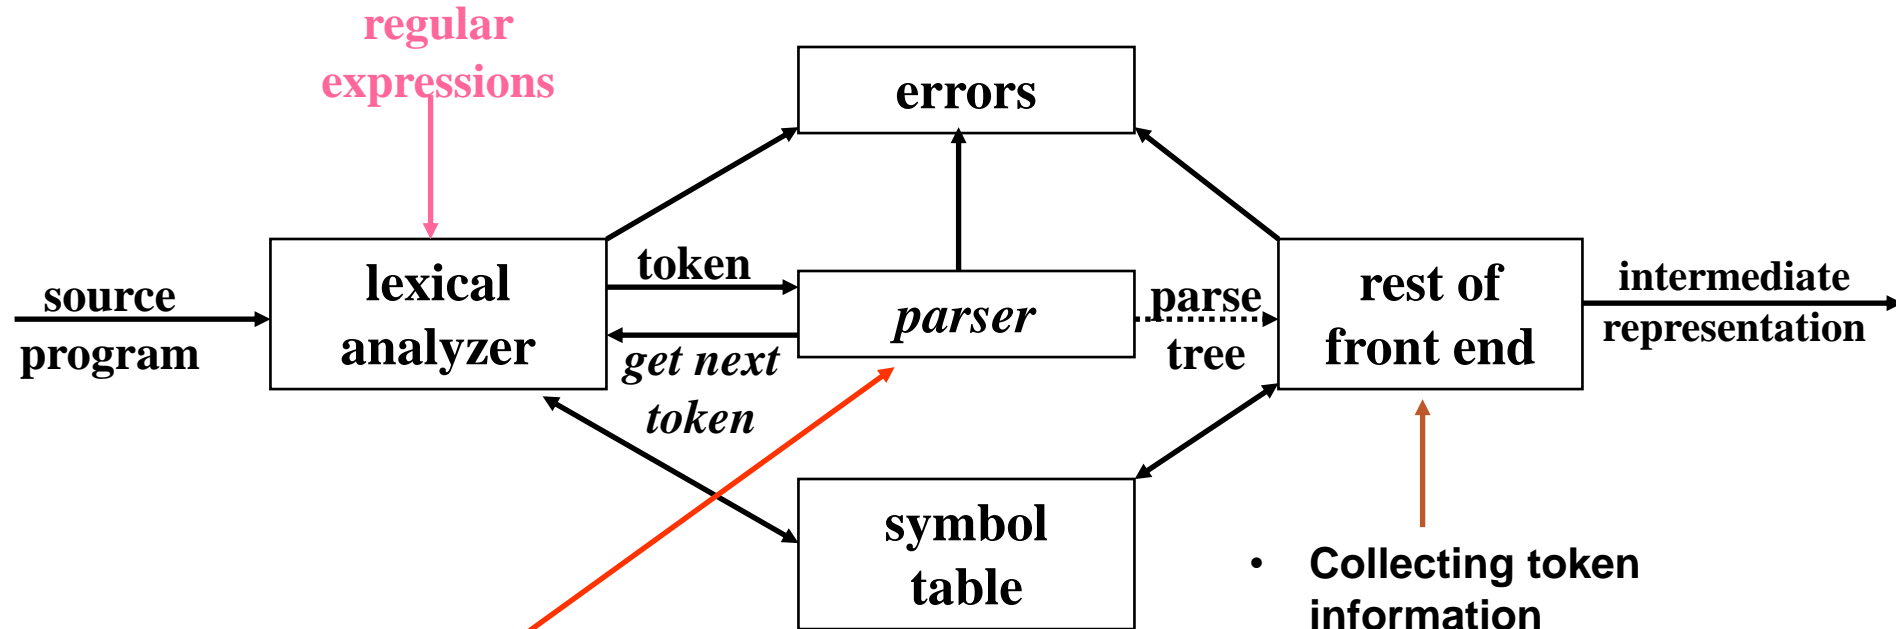 regular
expressions
errors
source
program
lexical
analyzer
token
get next
token
parser
parse
tree
rest of
front end
intermediate
representation
symbol
table
• Collecting token
information